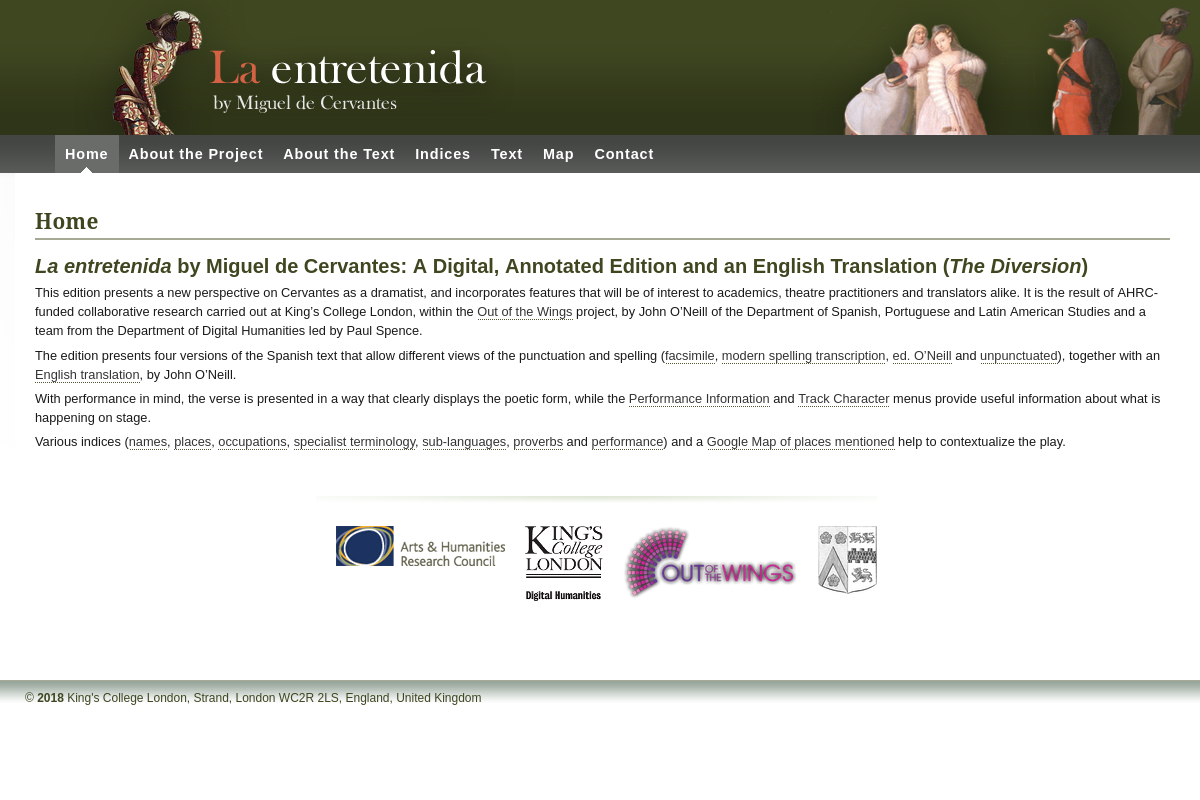 La entretenida
by Miguel de Cervantes
Home About the Project About the Text Indices Text Map Contact
Home
La entretenida by Miguel de Cervantes: A Digital, Annotated Edition and an English Translation (The Diversion)
This edition presents a new perspective on Cervantes as a dramatist, and incorporates features that will be of interest to academics, theatre practitioners and translators alike. It is the result of AHRC-
funded collaborative research carried out at King’s College London, within the Out of the Wings project, by John O’Neill of the Department of Spanish, Portuguese and Latin American Studies and a
team from the Department of Digital Humanities led by Paul Spence.
The edition presents four versions of the Spanish text that allow different views of the punctuation and spelling (facsimile, modern spelling transcription, ed. O’Neill and unpunctuated), together with an
English translation, by John O’Neill.
With performance in mind, the verse is presented in a way that clearly displays the poetic form, while the Performance Information and Track Character menus provide useful information about what is
happening on stage.
Various indices (names, places, occupations, specialist terminology, sub-languages, proverbs and performance) and a Google Map of places mentioned help to contextualize the play.
Arts & Humanities
Research Council
KING'S
College
LONDON
Digital Humanities
OUT OF THE WINGS
© 2018 King's College London, Strand, London WC2R 2LS, England, United Kingdom